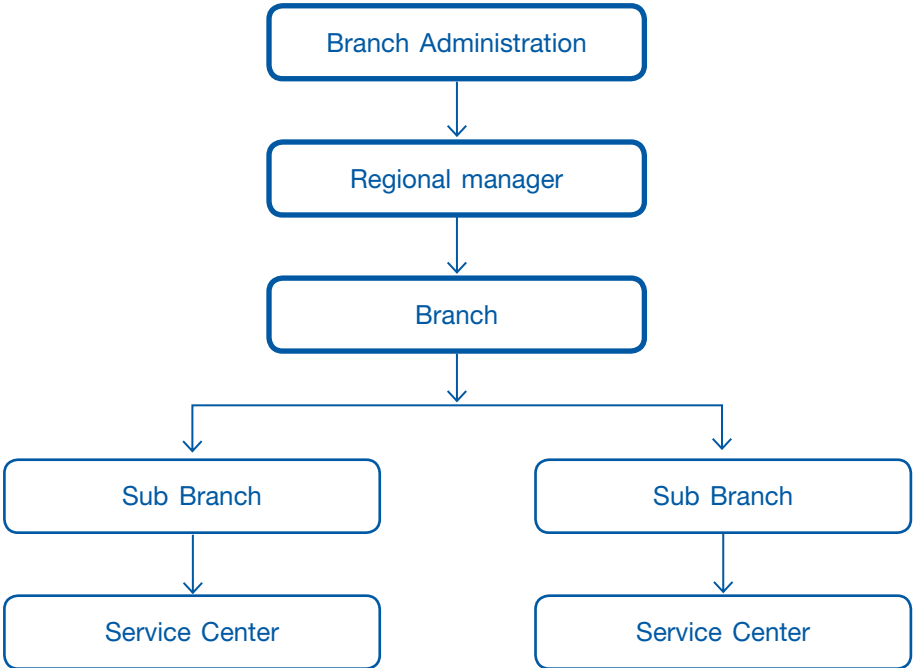 Branch Administration
Regional manager
Branch
Sub Branch
Sub Branch
Service Center
Service Center